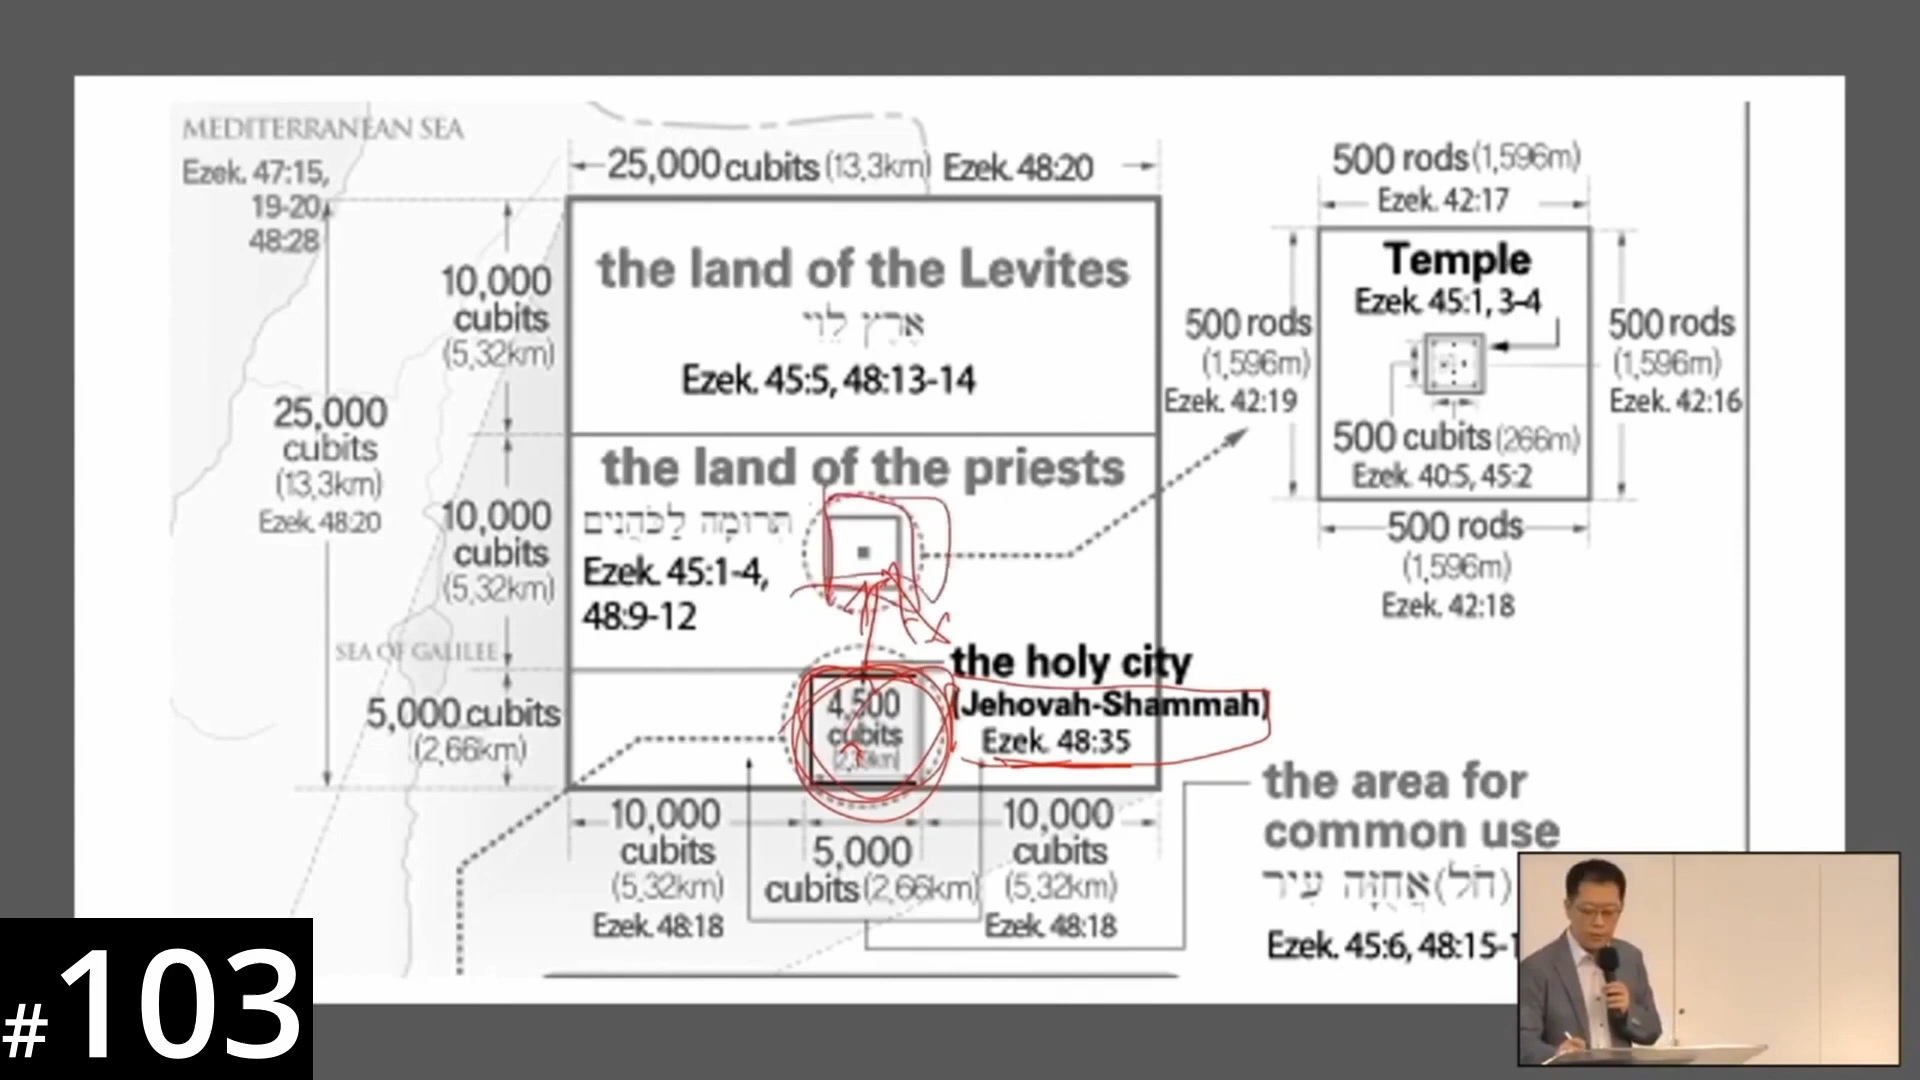 MEDITERRANEAN SEA
Ezek. 47:15,
19-20,
48:28
25,000 cubits (13,3km) Ezek. 48:20
10,000
cubits
(5,32km)
the land of the Levites
אֶרֶץ לֵוִי
Ezek. 45:5, 48:13-14
25,000
cubits
(13,3km)
Ezek. 48:20
the land of the priests
10,000
cubits
(5,32km)
תְּרוּמָה לַכֹּהֲנִים
Ezek. 45:1-4,
48:9-12
SEA OF GALILEE
5,000 cubits
(2,66km)
the holy city
(Jehovah-Shammah)
Ezek. 48:35
4,500
cubits
10,000
cubits
(5,32km)
Ezek. 48:18
5,000
cubits (2,66km)
10,000
cubits
(5,32km)
Ezek. 48:18
500 rods (1,596m)
Ezek. 42:17
Temple
Ezek. 45:1, 3-4
500 rods
(1,596m)
Ezek. 42:19
500 rods
(1,596m)
Ezek. 42:16
500 cubits (266m)
Ezek. 40:5, 45:2
500 rods
(1,596m)
Ezek. 42:18
the area for
common use
(חֹל) אֲחֻזָּה עִיר
Ezek. 45:6, 48:15-1
#103